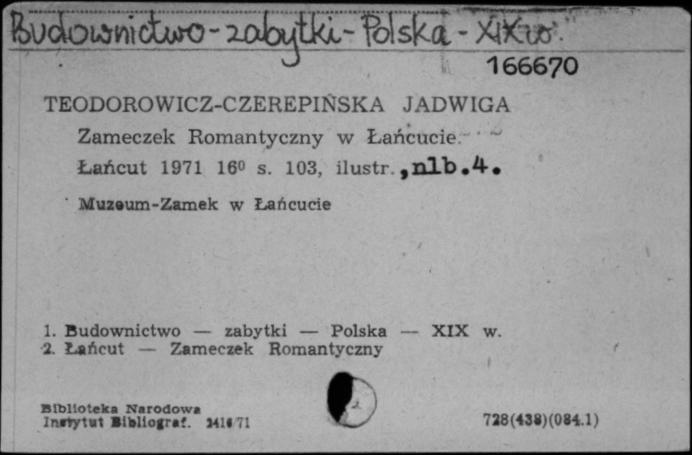 Budownictwo - zabytki - Polska - XIX w.
166670
TEODOROWICZ-CZEREPIŃSKA JADWIGA
Zameczek Romantyczny w Łańcucie.
Łańcut 1971 16⁰ s. 103, ilustr., nlb. 4.
Muzeum-Zamek w Łańcucie
1. Budownictwo — zabytki — Polska — XIX w.
2. Łańcut — Zameczek Romantyczny
Biblioteka Narodowa
Instytut Bibliograf. 71
728(438)(084.1)